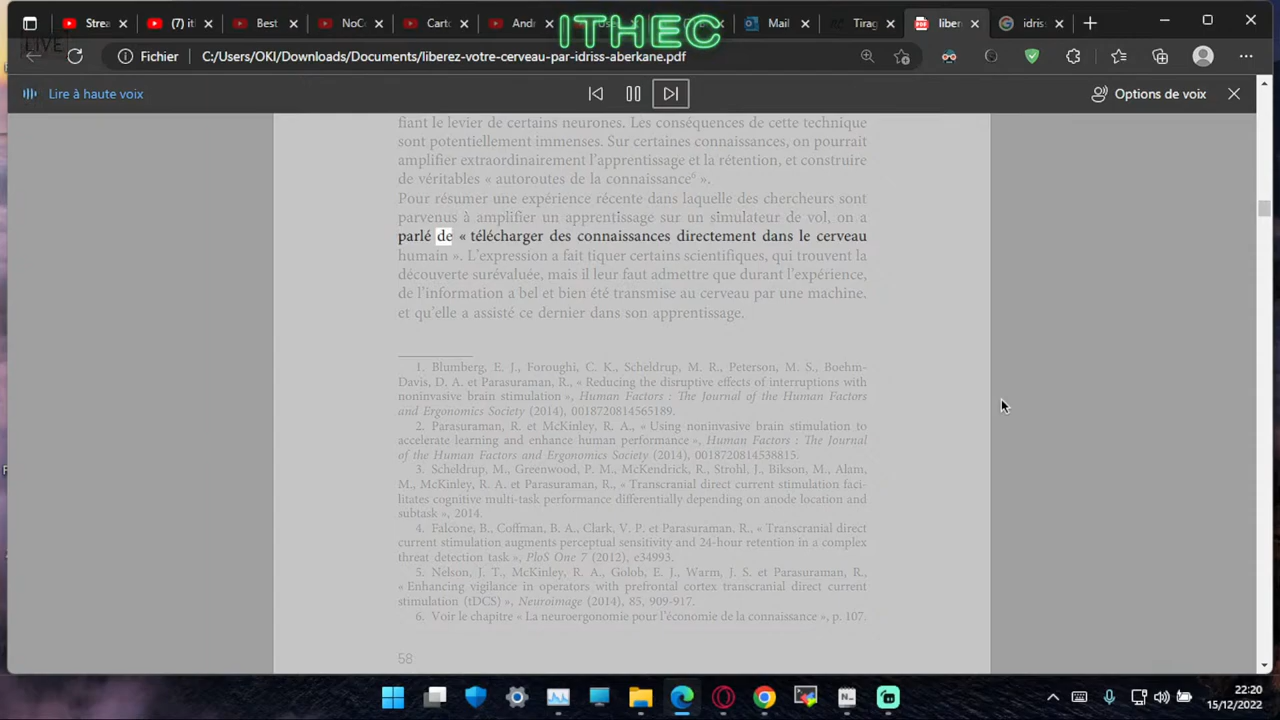 Strea
(7) it
Best
NoCo
Carto
And
Mail
Tirag
liber
idris
ITHEC
LIVE
Fichier
C:/Users/OKI/Downloads/Documents/liberez-votre-cerveau-par-idriss-aberkane.pdf
Lire à haute voix
Options de voix
fiant le levier de certains neurones. Les conséquences de cette technique
sont potentiellement immenses. Sur certaines connaissances, on pourrait
amplifier extraordinairement l'apprentissage et la rétention, et construire
de véritables « autoroutes de la connaissance⁶ ».
Pour résumer une expérience récente dans laquelle des chercheurs sont
parvenus à amplifier un apprentissage sur un simulateur de vol, on a
parlé de « télécharger des connaissances directement dans le cerveau
humain ». L'expression a fait tiquer certains scientifiques, qui trouvent la
découverte surévaluée, mais il leur faut admettre que durant l'expérience,
de l'information a bel et bien été transmise au cerveau par une machine.
et qu'elle a assisté ce dernier dans son apprentissage.
1. Blumberg, E. J., Foroughi, C. K., Scheldrup, M. R., Peterson, M. S., Boehm-
Davis, D. A. et Parasuraman, R., « Reducing the disruptive effects of interruptions with
noninvasive brain stimulation », Human Factors : The Journal of the Human Factors
and Ergonomics Society (2014), 0018720814565189.
2. Parasuraman, R. et McKinley, R. A., « Using noninvasive brain stimulation to
accelerate learning and enhance human performance », Human Factors : The Journal
of the Human Factors and Ergonomics Society (2014), 0018720814538815.
3. Scheldrup, M., Greenwood, P. M., McKendrick, R., Strohl, J., Bikson, M., Alam,
M., McKinley, R. A. et Parasuraman, R., « Transcranial direct current stimulation faci-
litates cognitive multi-task performance differentially depending on anode location and
subtask », 2014.
4. Falcone, B., Coffman, B. A., Clark, V. P. et Parasuraman, R., « Transcranial direct
current stimulation augments perceptual sensitivity and 24-hour retention in a complex
threat detection task », PloS One 7 (2012), e34993.
5. Nelson, J. T., McKinley, R. A., Golob, E. J., Warm, J. S. et Parasuraman, R.,
« Enhancing vigilance in operators with prefrontal cortex transcranial direct current
stimulation (tDCS) », Neuroimage (2014), 85, 909-917.
6. Voir le chapitre « La neuroergonomie pour l'économie de la connaissance », p. 107.
58
22:20
15/12/2022